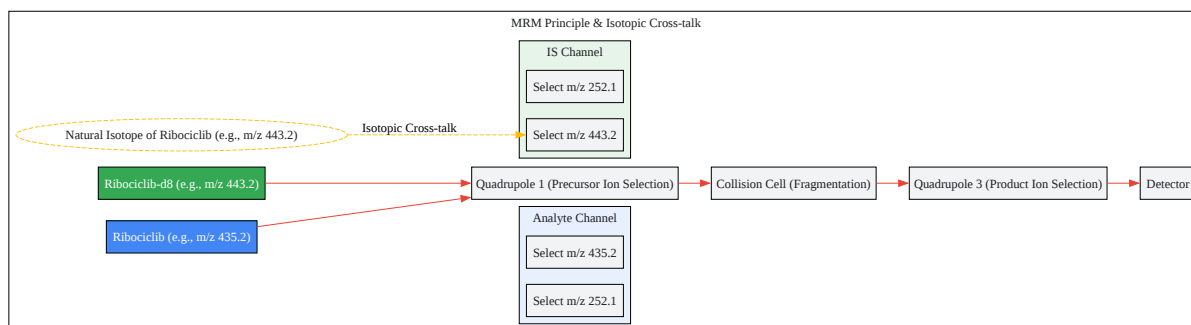 MRM Principle & Isotopic Cross-talk
IS Channel
Select m/z 252.1
Natural Isotope of Ribociclib (e.g., m/z 443.2)
Isotopic Cross-talk
Select m/z 443.2
Ribociclib-d8 (e.g., m/z 443.2)
Quadrupole 1 (Precursor Ion Selection)
Collision Cell (Fragmentation)
Quadrupole 3 (Product Ion Selection)
Detector
Ribociclib (e.g., m/z 435.2)
Analyte Channel
Select m/z 435.2
Select m/z 252.1